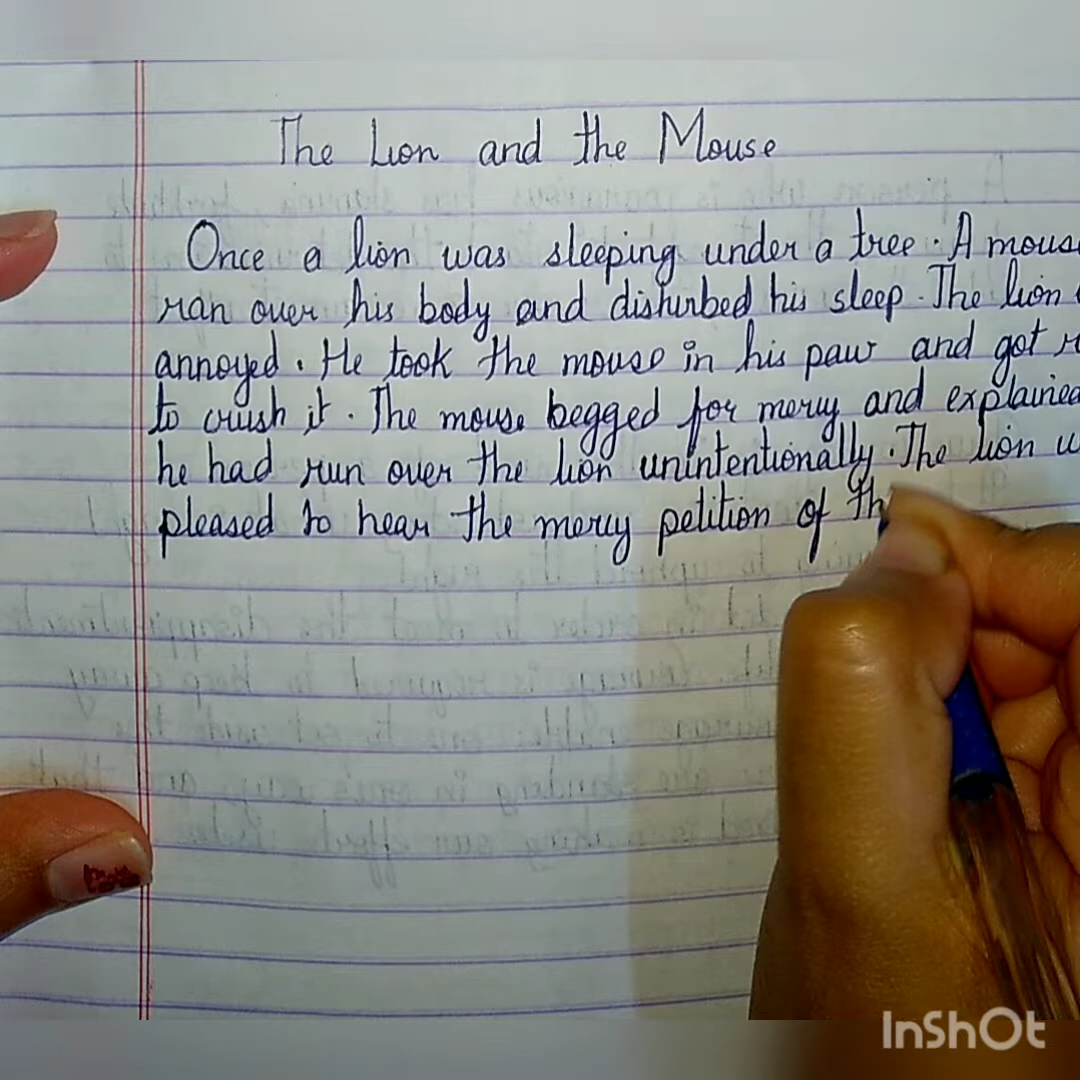 The Lion and the Mouse
Once a lion was sleeping under a tree. A mouse
ran over his body and disturbed his sleep. The lion
annoyed. He took the mouse in his paw and got
to crush it. The mouse begged for mercy and explained
he had run over the lion unintentionally. The lion
pleased to hear the mercy petition of th
InShOt